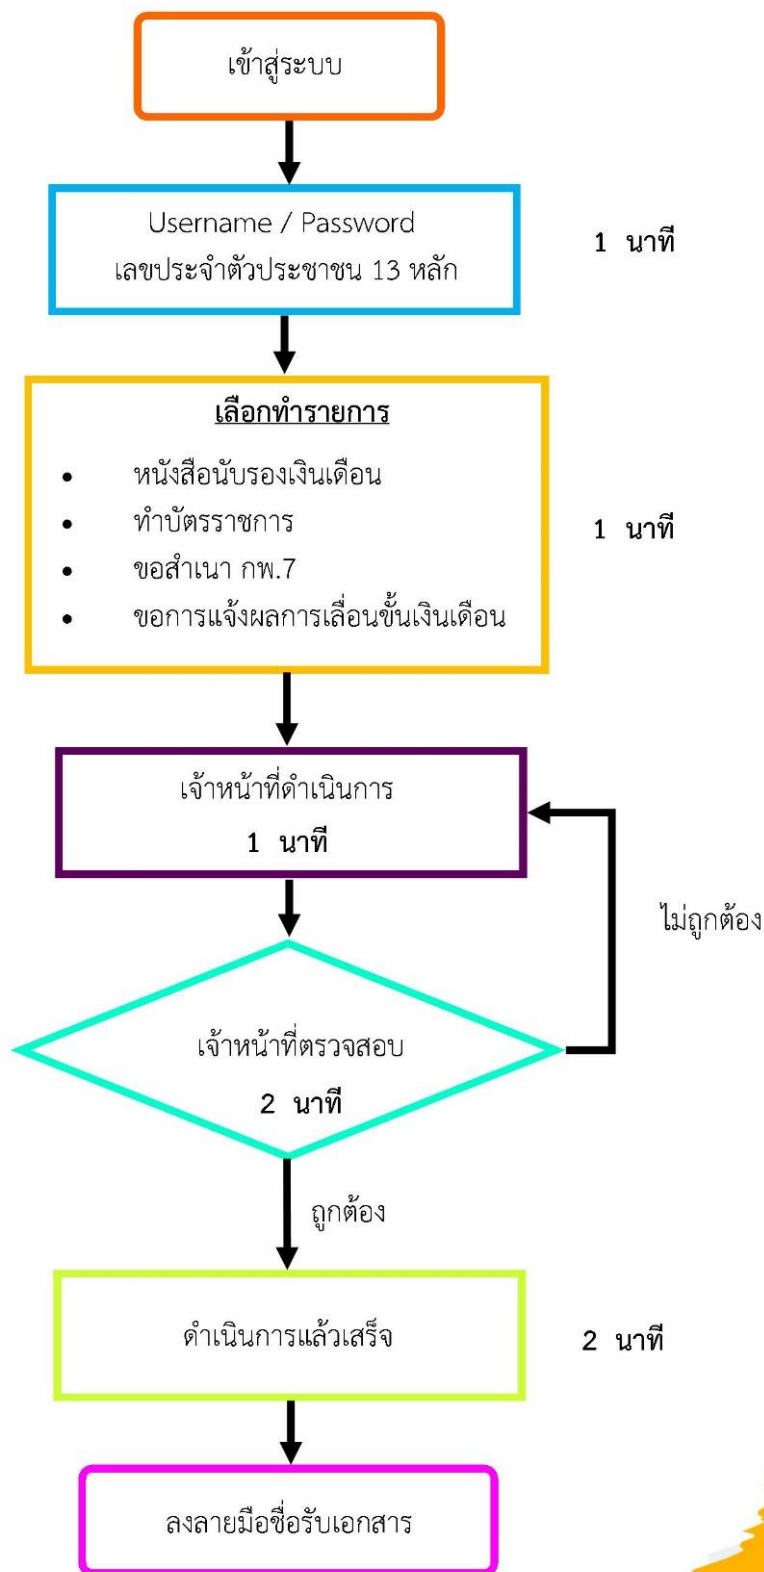 เข้าสู่ระบบ
Username / Password
เลขประจำตัวประชาชน 13 หลัก
1 นาที
เลือกทำรายการ
• หนังสือนับรองเงินเดือน
• ทำบัตรราชการ
• ขอสำเนา กพ.7
• ขอการแจ้งผลการเลื่อนขั้นเงินเดือน
1 นาที
เจ้าหน้าที่ดำเนินการ
1 นาที
ไม่ถูกต้อง
เจ้าหน้าที่ตรวจสอบ
2 นาที
ถูกต้อง
ดำเนินการแล้วเสร็จ
2 นาที
ลงลายมือชื่อรับเอกสาร